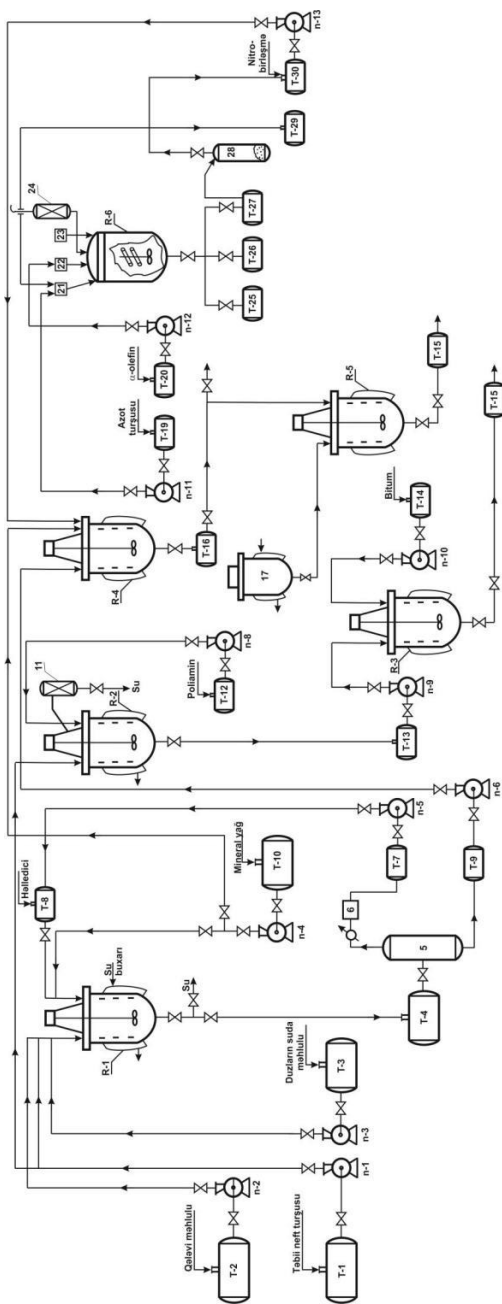 Qələvi məhlulu
T-2
n-2
Təbii neft turşusu
T-1
n-1
Duzların suda
məhlulu
T-3
n-3
R-1
Su
buxarı
Su
T-4
5
6
T-7
n-5
T-9
n-6
Həlledici
T-8
Mineral yağ
T-10
n-4
11
Su
R-2
Poliamin
T-12
n-8
T-13
n-9
R-3
Bitum
T-14
n-10
T-15
R-4
T-16
17
R-5
T-15
Azot
turşusu
T-19
n-11
α-olefin
T-20
n-12
21
22
23
24
R-6
T-25
T-26
T-27
28
T-29
Nitro-
birləşmə
T-30
n-13